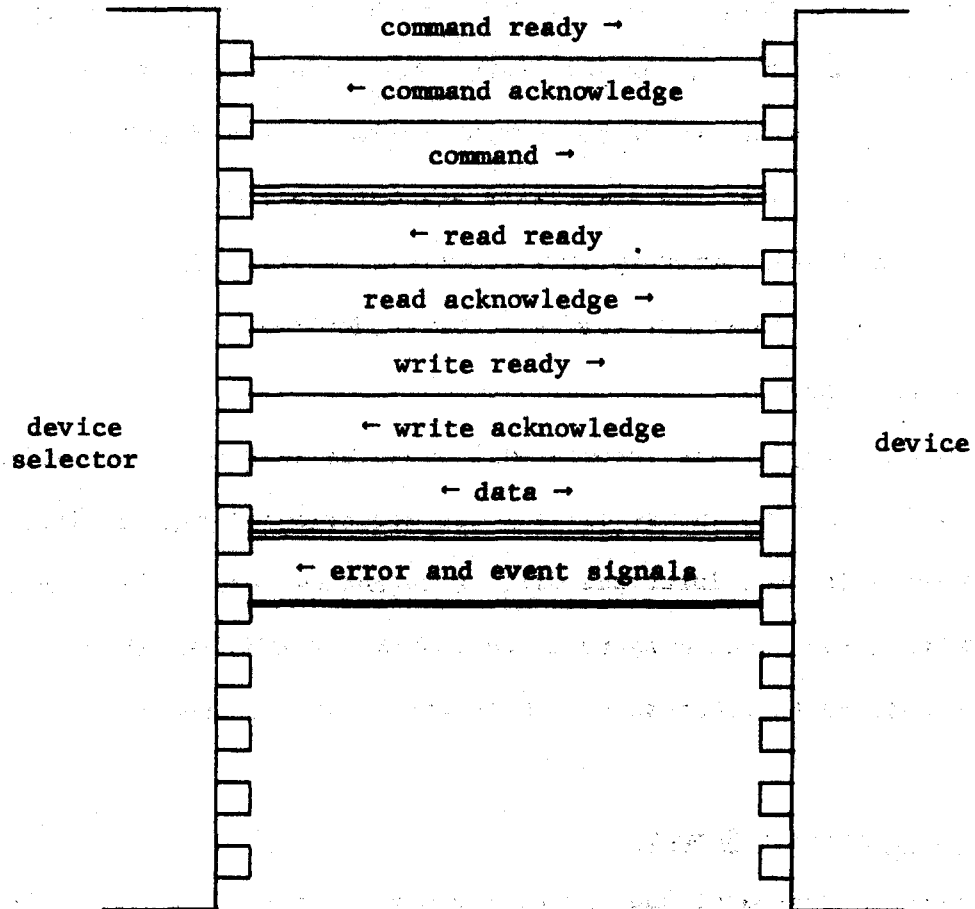 command ready →
← command acknowledge
command →
← read ready
read acknowledge →
write ready →
← write acknowledge
device
selector
device
← data →
← error and event signals